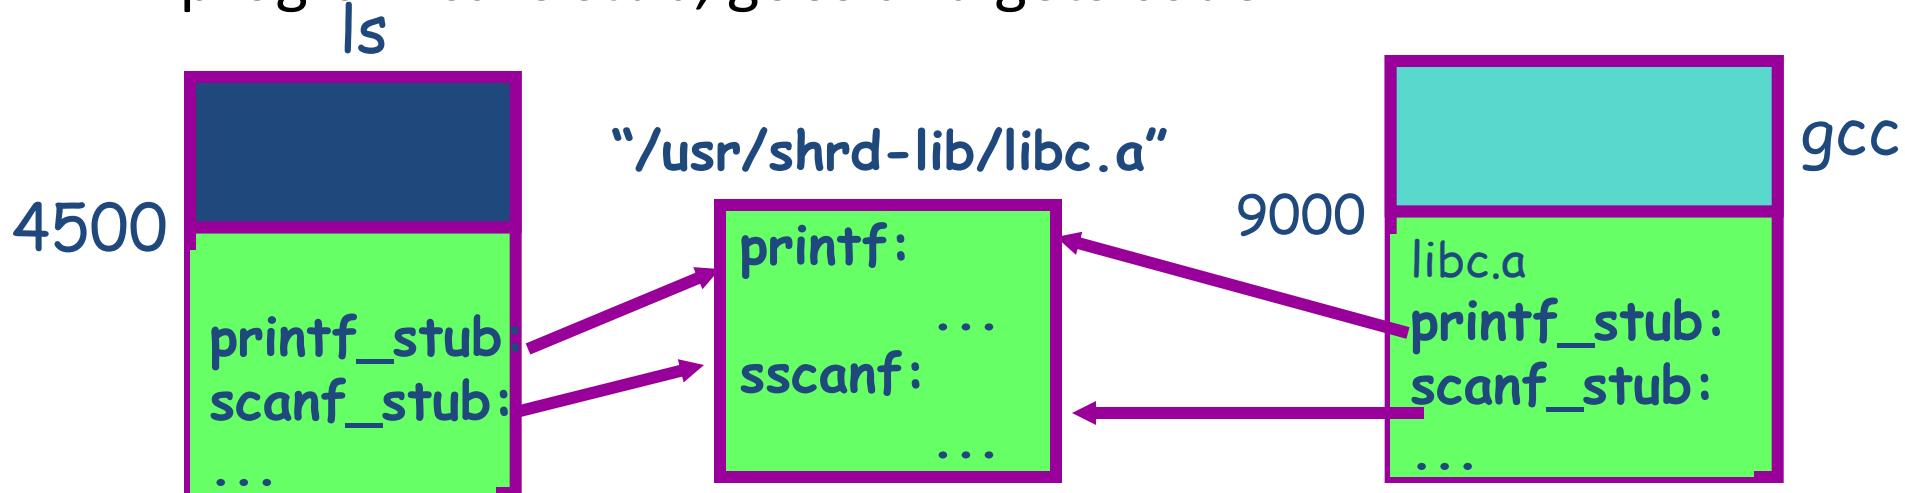 ls
4500
printf_stub:
scanf_stub:
...
“/usr/shrd-lib/libc.a”
printf:
...
sscanf:
...
gcc
9000
libc.a
printf_stub:
scanf_stub:
...